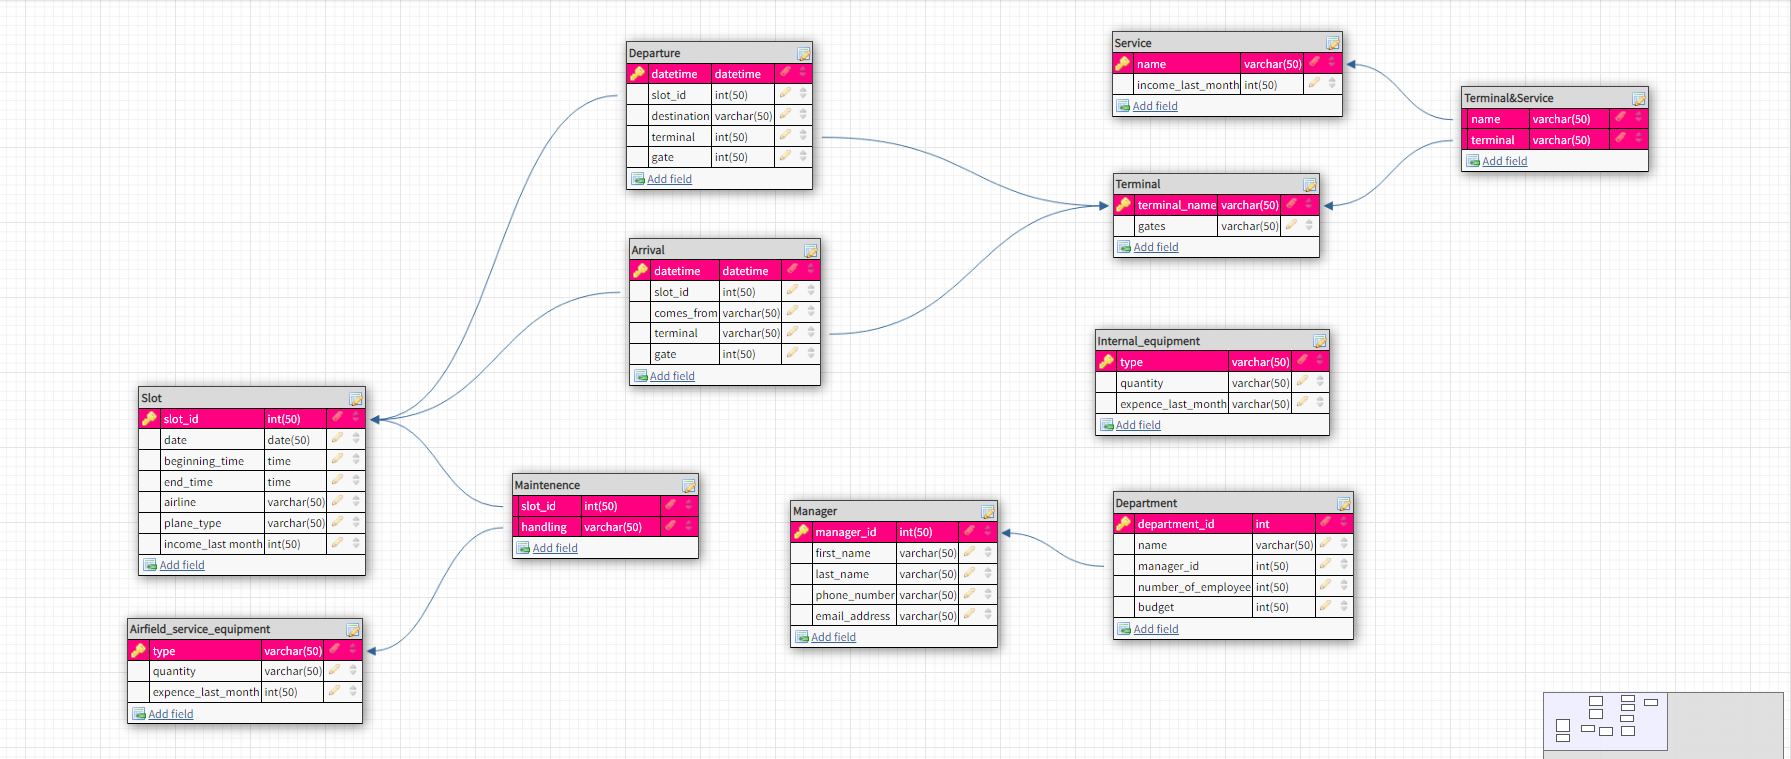 Departure
datetime datetime
slot_id int(50)
destination varchar(50)
terminal int(50)
gate int(50)
Add field
Service
name varchar(50)
income_last_month int(50)
Add field
Terminal&Service
name varchar(50)
terminal varchar(50)
Add field
Terminal
terminal_name varchar(50)
gates varchar(50)
Add field
Arrival
datetime datetime
slot_id int(50)
comes_from varchar(50)
terminal varchar(50)
gate int(50)
Add field
Internal_equipment
type varchar(50)
quantity varchar(50)
expence_last_month varchar(50)
Add field
Slot
slot_id int(50)
date date(50)
beginning_time time
end_time time
airline varchar(50)
plane_type varchar(50)
income_last month int(50)
Add field
Maintenence
slot_id int(50)
handling varchar(50)
Add field
Manager
manager_id int(50)
first_name varchar(50)
last_name varchar(50)
phone_number varchar(50)
email_address varchar(50)
Add field
Department
department_id int
name varchar(50)
manager_id int(50)
number_of_employee int(50)
budget int(50)
Add field
Airfield_service_equipment
type varchar(50)
quantity varchar(50)
expence_last_month int(50)
Add field